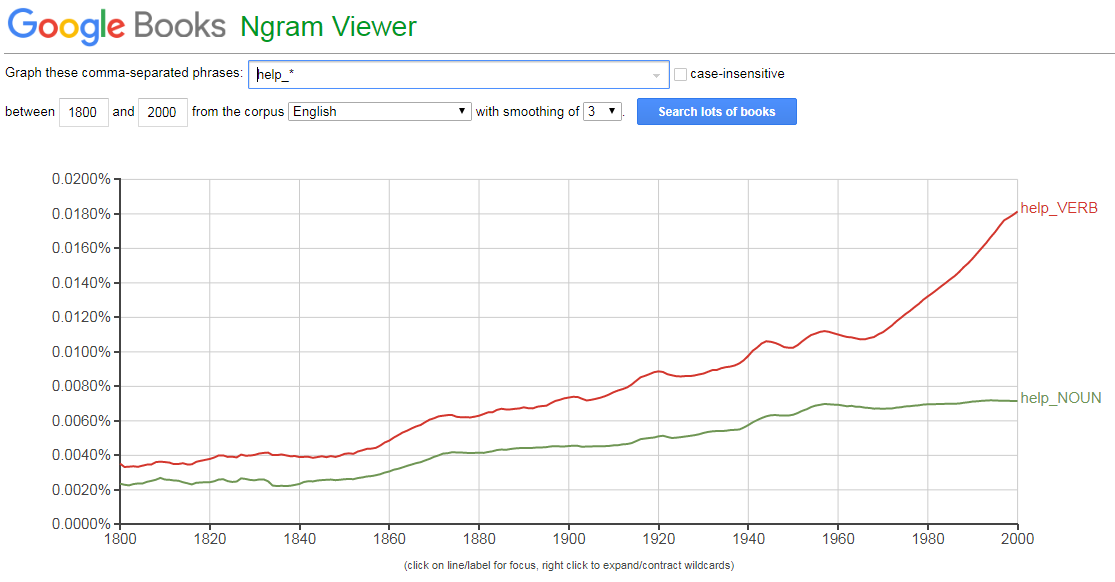 Google Books Ngram Viewer
Graph these comma-separated phrases: help_* case-insensitive
between 1800 and 2000 from the corpus English with smoothing of 3 . Search lots of books
0.0200%
help_VERB
0.0180%
0.0160%
0.0140%
0.0120%
0.0100%
0.0080%
help_NOUN
0.0060%
0.0040%
0.0020%
0.0000%
1800 1820 1840 1860 1880 1900 1920 1940 1960 1980 2000
(click on line/label for focus, right click to expand/contract wildcards)